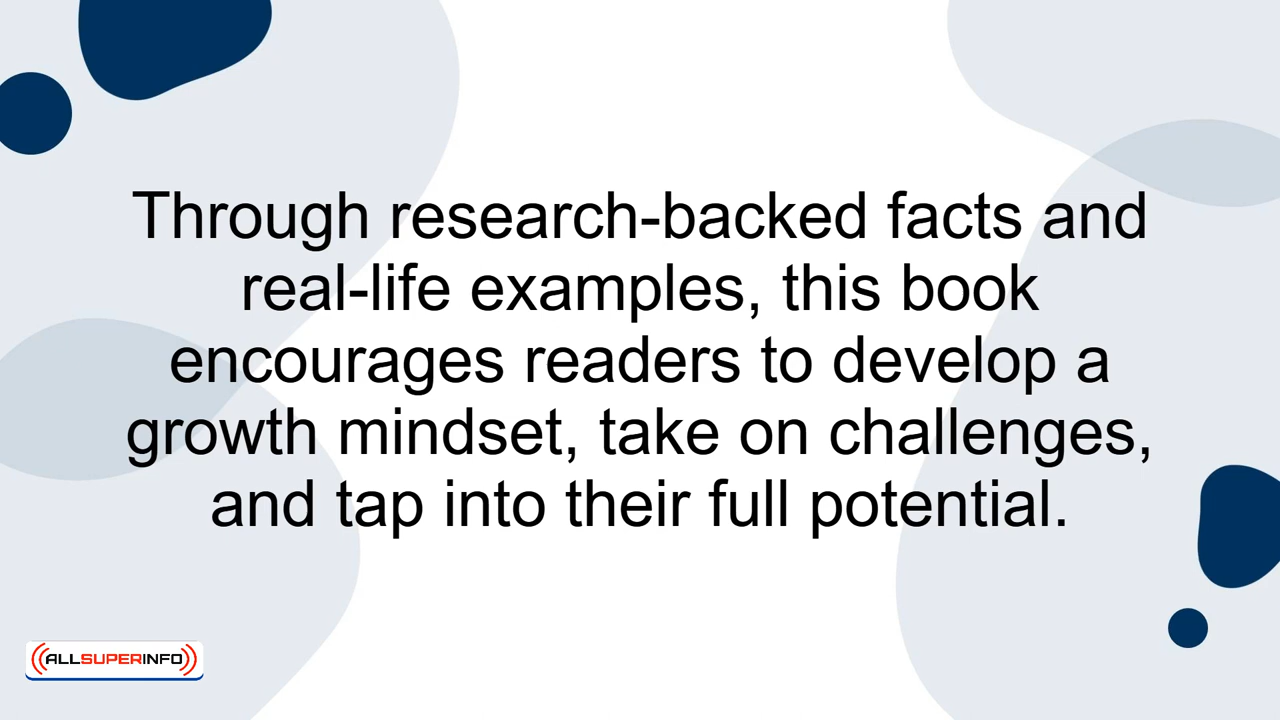 Through research-backed facts and
real-life examples, this book
encourages readers to develop a
growth mindset, take on challenges,
and tap into their full potential.
ALLSUPERINFO